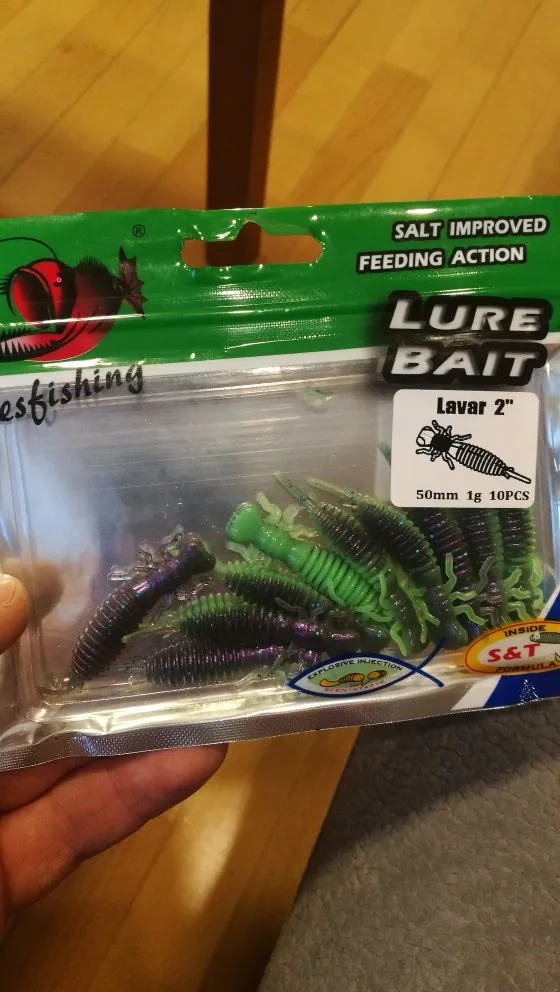 ®
SALT IMPROVED
FEEDING ACTION
LURE
BAIT
esfishing
Lavar 2"
50mm 1g 10PCS
EXPLOSIVE INJECTION
INSIDE
S&T
FORMULA